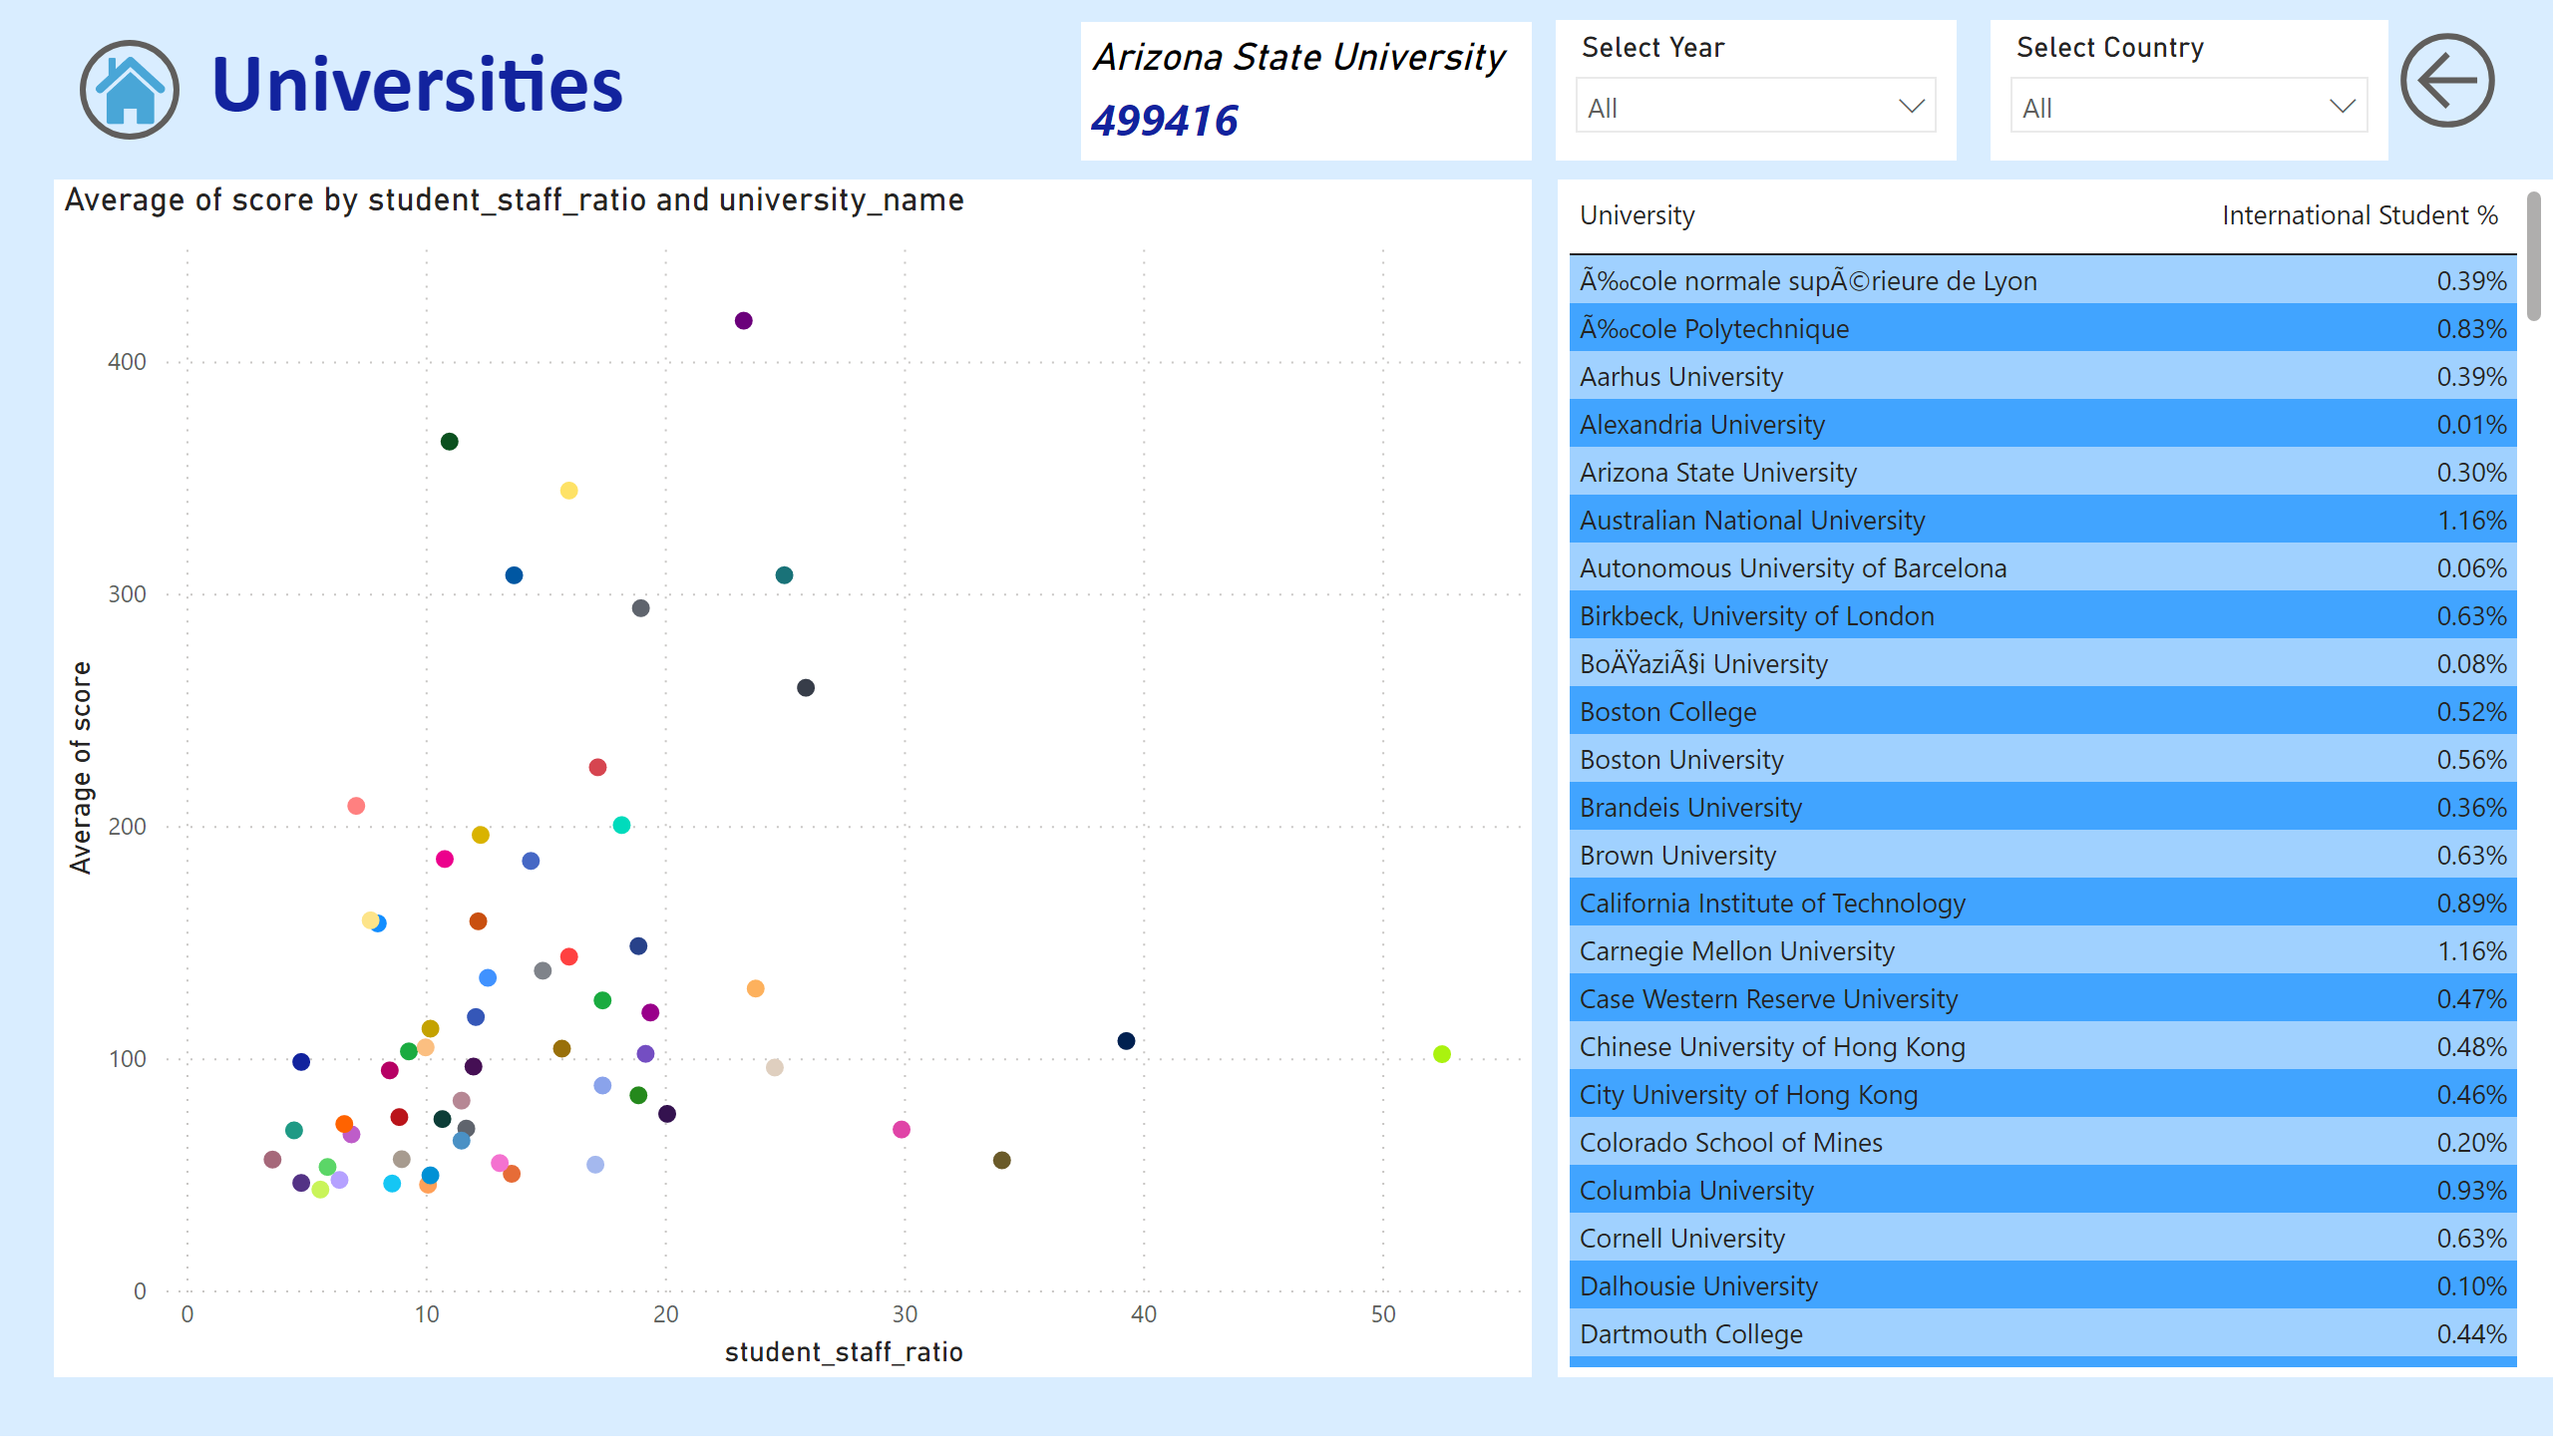 Universities
Arizona State University
499416
Select Year
All
Select Country
All
Average of score by student_staff_ratio and university_name
Average of score
400
300
200
100
0
0 10 20 30 40 50
student_staff_ratio
University International Student %
Ã‰cole normale supÃ©rieure de Lyon 0.39%
Ã‰cole Polytechnique 0.83%
Aarhus University 0.39%
Alexandria University 0.01%
Arizona State University 0.30%
Australian National University 1.16%
Autonomous University of Barcelona 0.06%
Birkbeck, University of London 0.63%
BoÄŸaziÃ§i University 0.08%
Boston College 0.52%
Boston University 0.56%
Brandeis University 0.36%
Brown University 0.63%
California Institute of Technology 0.89%
Carnegie Mellon University 1.16%
Case Western Reserve University 0.47%
Chinese University of Hong Kong 0.48%
City University of Hong Kong 0.46%
Colorado School of Mines 0.20%
Columbia University 0.93%
Cornell University 0.63%
Dalhousie University 0.10%
Dartmouth College 0.44%